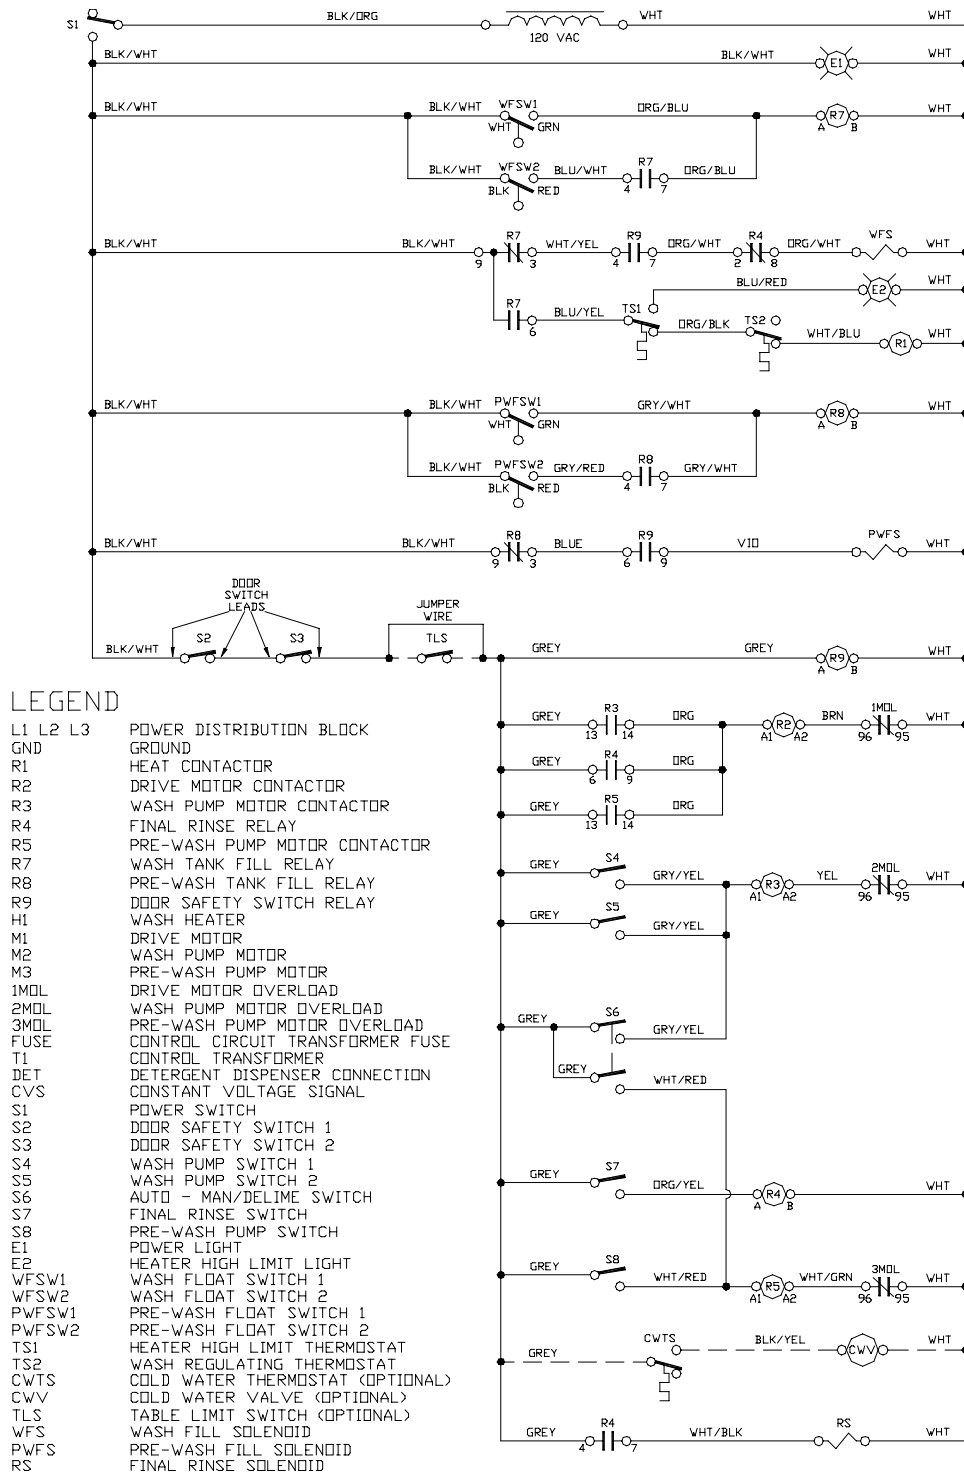 BLK/ORG WHT WHT
S1
120 VAC
BLK/WHT BLK/WHT E1 WHT
BLK/WHT BLK/WHT WFSW1 ORG/BLU R7 WHT
WHT GRN A B
BLK/WHT WFSW2 BLU/WHT R7 ORG/BLU
BLK RED 4 7
BLK/WHT BLK/WHT R7 WHT/YEL R9 ORG/WHT R4 ORG/WHT WFS WHT
9 3 4 7 2 8
BLU/RED E2 WHT
R7 BLU/YEL TS1 ORG/BLK TS2 WHT/BLU R1 WHT
6
BLK/WHT BLK/WHT PWFSW1 GRY/WHT R8 WHT
WHT GRN A B
BLK/WHT PWFSW2 GRY/RED R8 GRY/WHT
BLK RED 4 7
BLK/WHT BLK/WHT R8 BLUE R9 VIO PWFS WHT
9 3 6 9
DOOR
SWITCH
LEADS
JUMPER
WIRE
BLK/WHT S2 S3 TLS GREY GREY R9 WHT
A B
GREY R3 ORG R2 BRN 1MOL WHT
13 14 A1 A2 96 95
GREY R4 ORG
6 9
GREY R5 ORG
13 14
GREY S4 GRY/YEL R3 YEL 2MOL WHT
A1 A2 96 95
GREY S5 GRY/YEL
GREY S6 GRY/YEL
GREY WHT/RED
GREY S7 ORG/YEL R4 WHT
A B
GREY S8 WHT/RED R5 WHT/GRN 3MOL WHT
A1 A2 96 95
GREY CWTS BLK/YEL CWV WHT
GREY R4 WHT/BLK RS WHT
4 7
LEGEND
L1 L2 L3 POWER DISTRIBUTION BLOCK
GND GROUND
R1 HEAT CONTACTOR
R2 DRIVE MOTOR CONTACTOR
R3 WASH PUMP MOTOR CONTACTOR
R4 FINAL RINSE RELAY
R5 PRE-WASH PUMP MOTOR CONTACTOR
R7 WASH TANK FILL RELAY
R8 PRE-WASH TANK FILL RELAY
R9 DOOR SAFETY SWITCH RELAY
H1 WASH HEATER
M1 DRIVE MOTOR
M2 WASH PUMP MOTOR
M3 PRE-WASH PUMP MOTOR
1MOL DRIVE MOTOR OVERLOAD
2MOL WASH PUMP MOTOR OVERLOAD
3MOL PRE-WASH PUMP MOTOR OVERLOAD
FUSE CONTROL CIRCUIT TRANSFORMER FUSE
T1 CONTROL TRANSFORMER
DET DETERGENT DISPENSER CONNECTION
CVS CONSTANT VOLTAGE SIGNAL
S1 POWER SWITCH
S2 DOOR SAFETY SWITCH 1
S3 DOOR SAFETY SWITCH 2
S4 WASH PUMP SWITCH 1
S5 WASH PUMP SWITCH 2
S6 AUTO - MAN/DELIME SWITCH
S7 FINAL RINSE SWITCH
S8 PRE-WASH PUMP SWITCH
E1 POWER LIGHT
E2 HEATER HIGH LIMIT LIGHT
WFSW1 WASH FLOAT SWITCH 1
WFSW2 WASH FLOAT SWITCH 2
PWFSW1 PRE-WASH FLOAT SWITCH 1
PWFSW2 PRE-WASH FLOAT SWITCH 2
TS1 HEATER HIGH LIMIT THERMOSTAT
TS2 WASH REGULATING THERMOSTAT
CWTS COLD WATER THERMOSTAT (OPTIONAL)
CWV COLD WATER VALVE (OPTIONAL)
TLS TABLE LIMIT SWITCH (OPTIONAL)
WFS WASH FILL SOLENOID
PWFS PRE-WASH FILL SOLENOID
RS FINAL RINSE SOLENOID